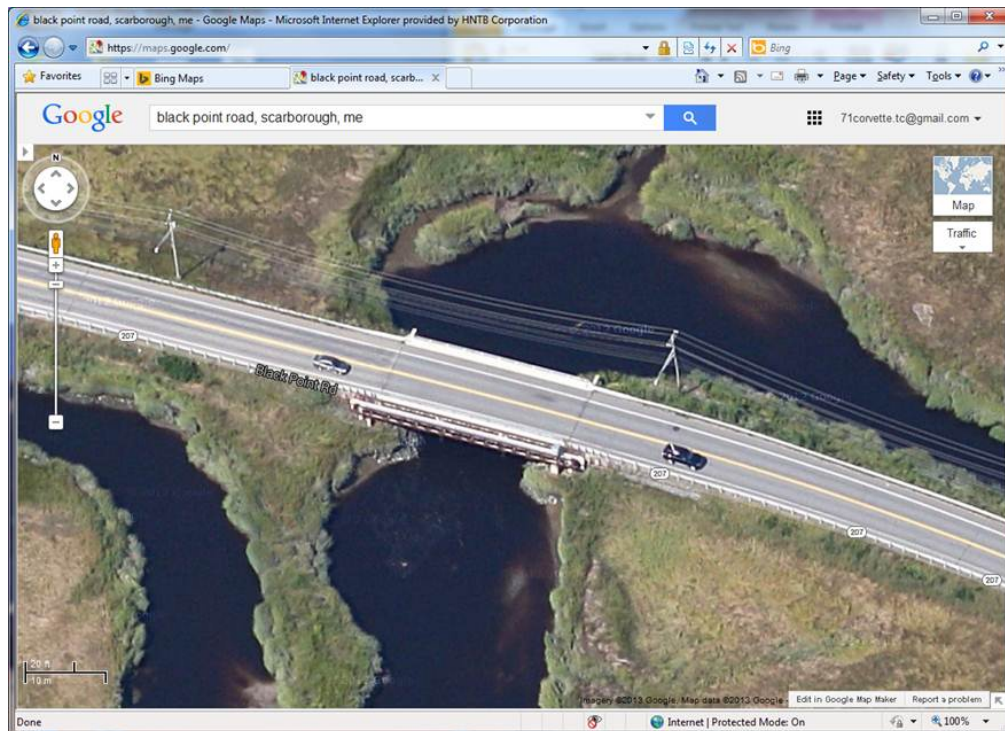 black point road, scarborough, me - Google Maps - Microsoft Internet Explorer provided by HNTB Corporation
https://maps.google.com/
Bing
Favorites
Bing Maps
black point road, scarb...
Page
Safety
Tools
Google
black point road, scarborough, me
71corvette.tc@gmail.com
N
Map
Traffic
207
Black Point Rd
207
207
207
20 ft
10 m
Imagery ©2013 Google, Map data ©2013 Google -
Edit in Google Map Maker
Report a problem
Done
Internet | Protected Mode: On
100%